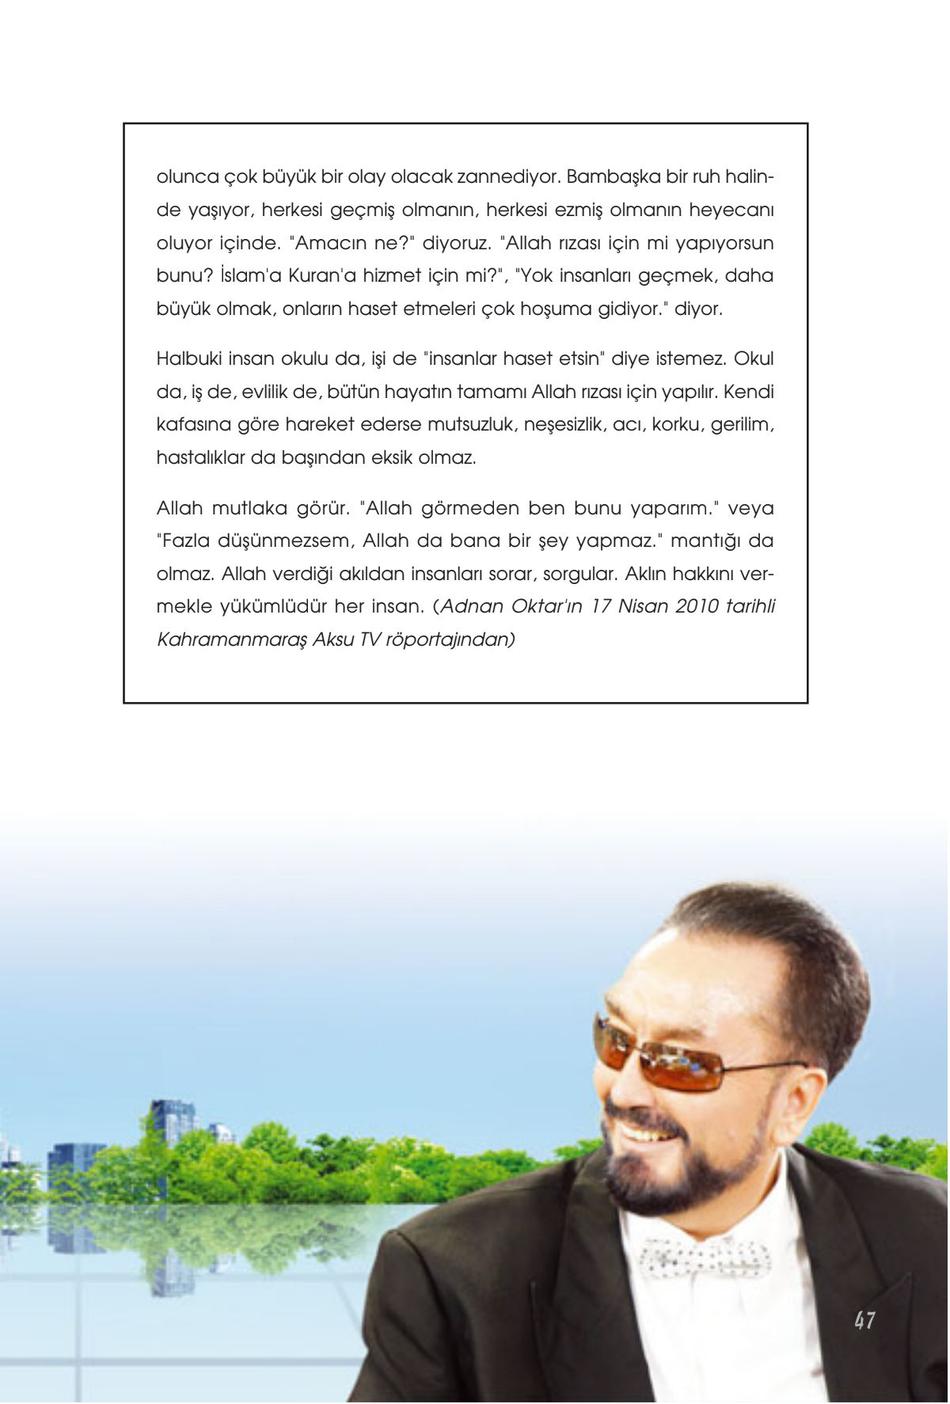 olunca çok büyük bir olay olacak zannediyor. Bambaşka bir ruh halin-
de yaşıyor, herkesi geçmiş olmanın, herkesi ezmiş olmanın heyecanı
oluyor içinde. "Amacın ne?" diyoruz. "Allah rızası için mi yapıyorsun
bunu? İslam'a Kuran'a hizmet için mi?", "Yok insanları geçmek, daha
büyük olmak, onların haset etmeleri çok hoşuma gidiyor." diyor.
Halbuki insan okulu da, işi de "insanlar haset etsin" diye istemez. Okul
da, iş de, evlilik de, bütün hayatın tamamı Allah rızası için yapılır. Kendi
kafasına göre hareket ederse mutsuzluk, neşesizlik, acı, korku, gerilim,
hastalıklar da başından eksik olmaz.
Allah mutlaka görür. "Allah görmeden ben bunu yaparım." veya
"Fazla düşünmezsem, Allah da bana bir şey yapmaz." mantığı da
olmaz. Allah verdiği akıldan insanları sorar, sorgular. Aklın hakkını ver-
mekle yükümlüdür her insan. (Adnan Oktar'ın 17 Nisan 2010 tarihli
Kahramanmaraş Aksu TV röportajından)
47